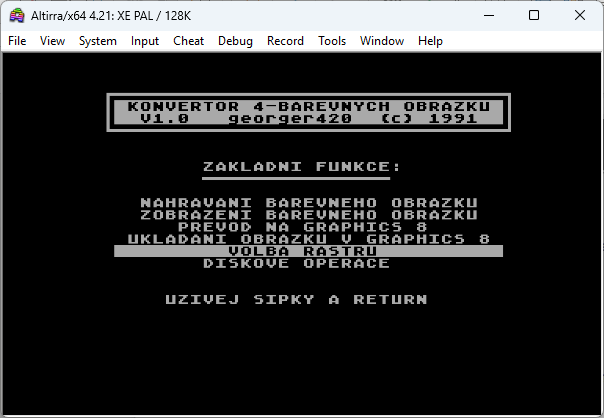 Altirra/x64 4.21: XE PAL / 128K
File View System Input Cheat Debug Record Tools Window Help
KONVERTOR 4-BAREVNYCH OBRAZKU
V1.0 georger420 (c) 1991
ZAKLADNI FUNKCE:
NAHRAVANI BAREVNEHO OBRAZKU
ZOBRAZENI BAREVNEHO OBRAZKU
PREVOD NA GRAPHICS 8
UKLADANI OBRAZKU V GRAPHICS 8
VOLBA RASTRU
DISKOVE OPERACE
UZIVEJ SIPKY A RETURN